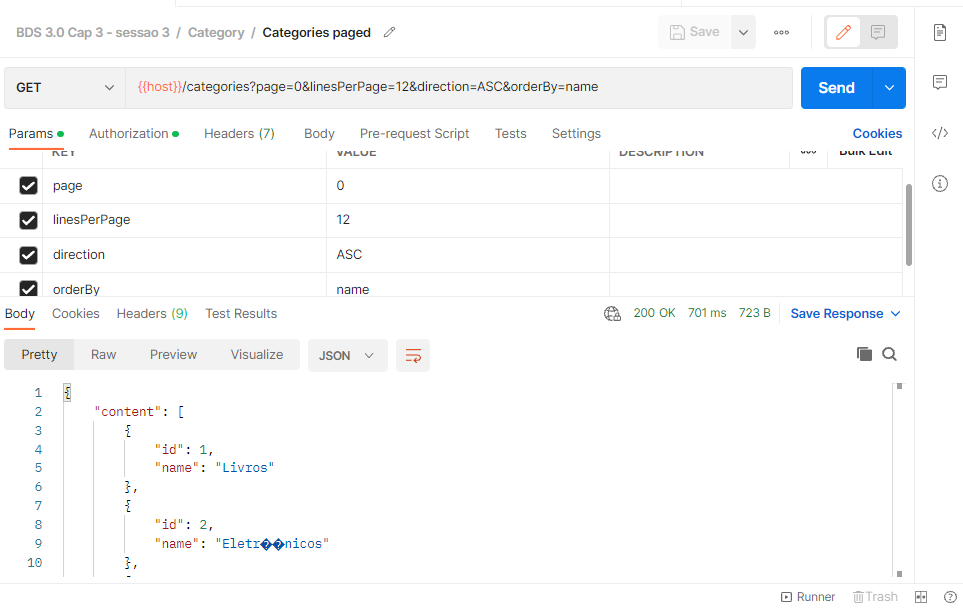 BDS 3.0 Cap 3 - sessao 3 / Category / Categories paged
Save
GET
{{host}}/categories?page=0&linesPerPage=12&direction=ASC&orderBy=name
Send
Params Authorization Headers (7) Body Pre-request Script Tests Settings Cookies
KEY VALUE DESCRIPTION Bulk Edit
page 0
linesPerPage 12
direction ASC
orderBy name
Body Cookies Headers (9) Test Results 200 OK 701 ms 723 B Save Response
Pretty Raw Preview Visualize JSON
1 {
2 "content": [
3 {
4 "id": 1,
5 "name": "Livros"
6 },
7 {
8 "id": 2,
9 "name": "Eletr��nicos"
10 },
Runner Trash